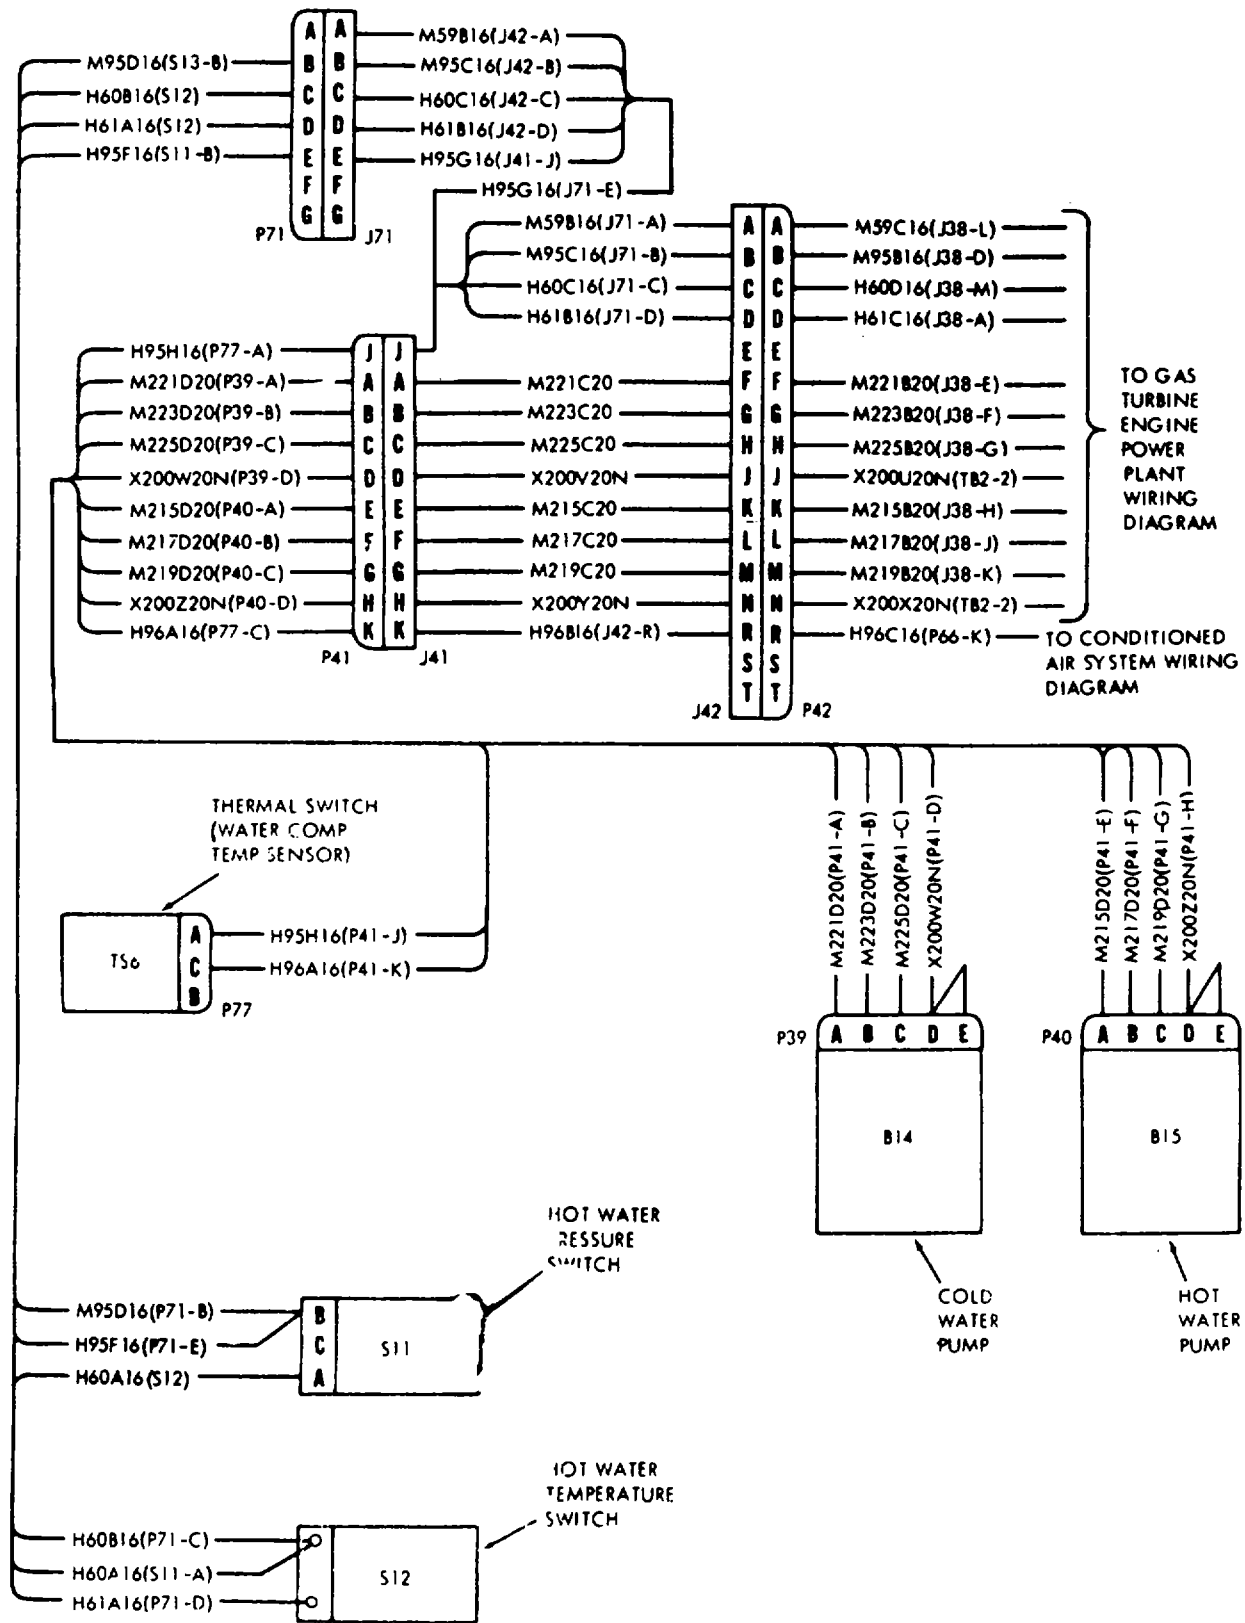 A A M59B16(J42-A)
M95D16(S13-B) B B M95C16(J42-B)
H60B16(S12) C C H60C16(J42-C)
H61A16(S12) D D H61B16(J42-D)
H95F16(S11-B) E E H95G16(J41-J)
F F
G G
P71 J71
H95G16(J71-E)
M59B16(J71-A) A A M59C16(J38-L)
M95C16(J71-B) B B M95B16(J38-D)
H60C16(J71-C) C C H60D16(J38-M)
H61B16(J71-D) D D H61C16(J38-A)
H95H16(P77-A) J J E E
M221D20(P39-A) A A M221C20 F F M221B20(J38-E)
M223D20(P39-B) B B M223C20 G G M223B20(J38-F)
M225D20(P39-C) C C M225C20 H H M225B20(J38-G)
X200W20N(P39-D) D D X200V20N J J X200U20N(TB2-2)
M215D20(P40-A) E E M215C20 K K M215B20(J38-H)
M217D20(P40-B) F F M217C20 L L M217B20(J38-J)
M219D20(P40-C) G G M219C20 M M M219B20(J38-K)
X200Z20N(P40-D) H H X200Y20N N N X200X20N(TB2-2)
H96A16(P77-C) K K H96B16(J42-R) R R H96C16(P66-K)
S S
T T
P41 J41
J42 P42
TO GAS
TURBINE
ENGINE
POWER
PLANT
WIRING
DIAGRAM
TO CONDITIONED
AIR SYSTEM WIRING
DIAGRAM
THERMAL SWITCH
(WATER COMP
TEMP SENSOR)
TS6
A H95H16(P41-J)
C H96A16(P41-K)
B
P77
M221D20(P41-A)
M223D20(P41-B)
M225D20(P41-C)
X200W20N(P41-D)
P39 A B C D E
B14
COLD
WATER
PUMP
M215D20(P41-E)
M217D20(P41-F)
M219D20(P41-G)
X200Z20N(P41-H)
P40 A B C D E
B15
HOT
WATER
PUMP
HOT WATER
RESSURE
SWITCH
M95D16(P71-B) B
H95F16(P71-E) C
H60A16(S12) A
S11
HOT WATER
TEMPERATURE
SWITCH
H60B16(P71-C)
H60A16(S11-A)
H61A16(P71-D)
S12